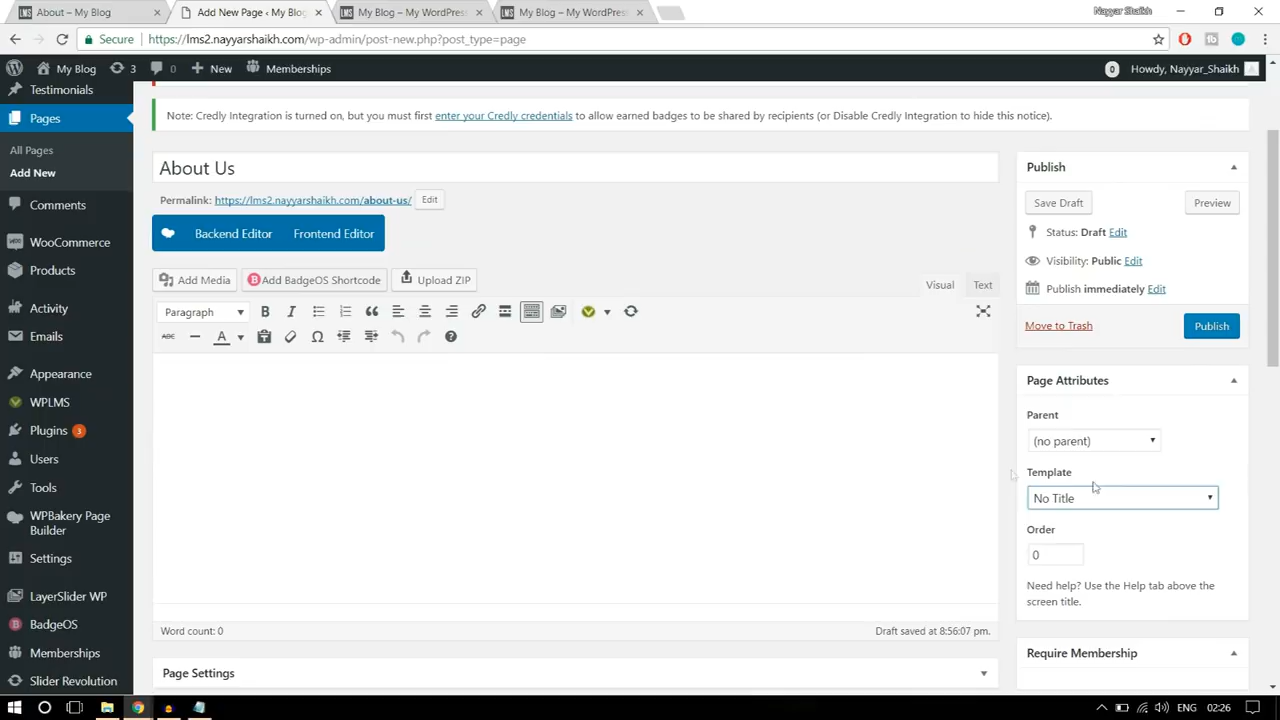 About – My Blog
Add New Page ‹ My Blog
My Blog – My WordPress
My Blog – My WordPress
Nayyar Shaikh
Secure
https://lms2.nayyarshaikh.com/wp-admin/post-new.php?post_type=page
My Blog
3
0
New
Memberships
0
Howdy, Nayyar_Shaikh
Testimonials
Pages
All Pages
Add New
Comments
WooCommerce
Products
Activity
Emails
Appearance
WPLMS
Plugins 3
Users
Tools
WPBakery Page
Builder
Settings
LayerSlider WP
BadgeOS
Memberships
Slider Revolution
Note: Credly Integration is turned on, but you must first enter your Credly credentials to allow earned badges to be shared by recipients (or Disable Credly Integration to hide this notice).
About Us
Permalink: https://lms2.nayyarshaikh.com/about-us/ Edit
Backend Editor
Frontend Editor
Add Media
Add BadgeOS Shortcode
Upload ZIP
Visual
Text
Paragraph
B
I
ABC
A
Word count: 0
Draft saved at 8:56:07 pm.
Page Settings
Publish
Save Draft
Preview
Status: Draft Edit
Visibility: Public Edit
Publish immediately Edit
Move to Trash
Publish
Page Attributes
Parent
(no parent)
Template
No Title
Order
0
Need help? Use the Help tab above the
screen title.
Require Membership
ENG
02:26